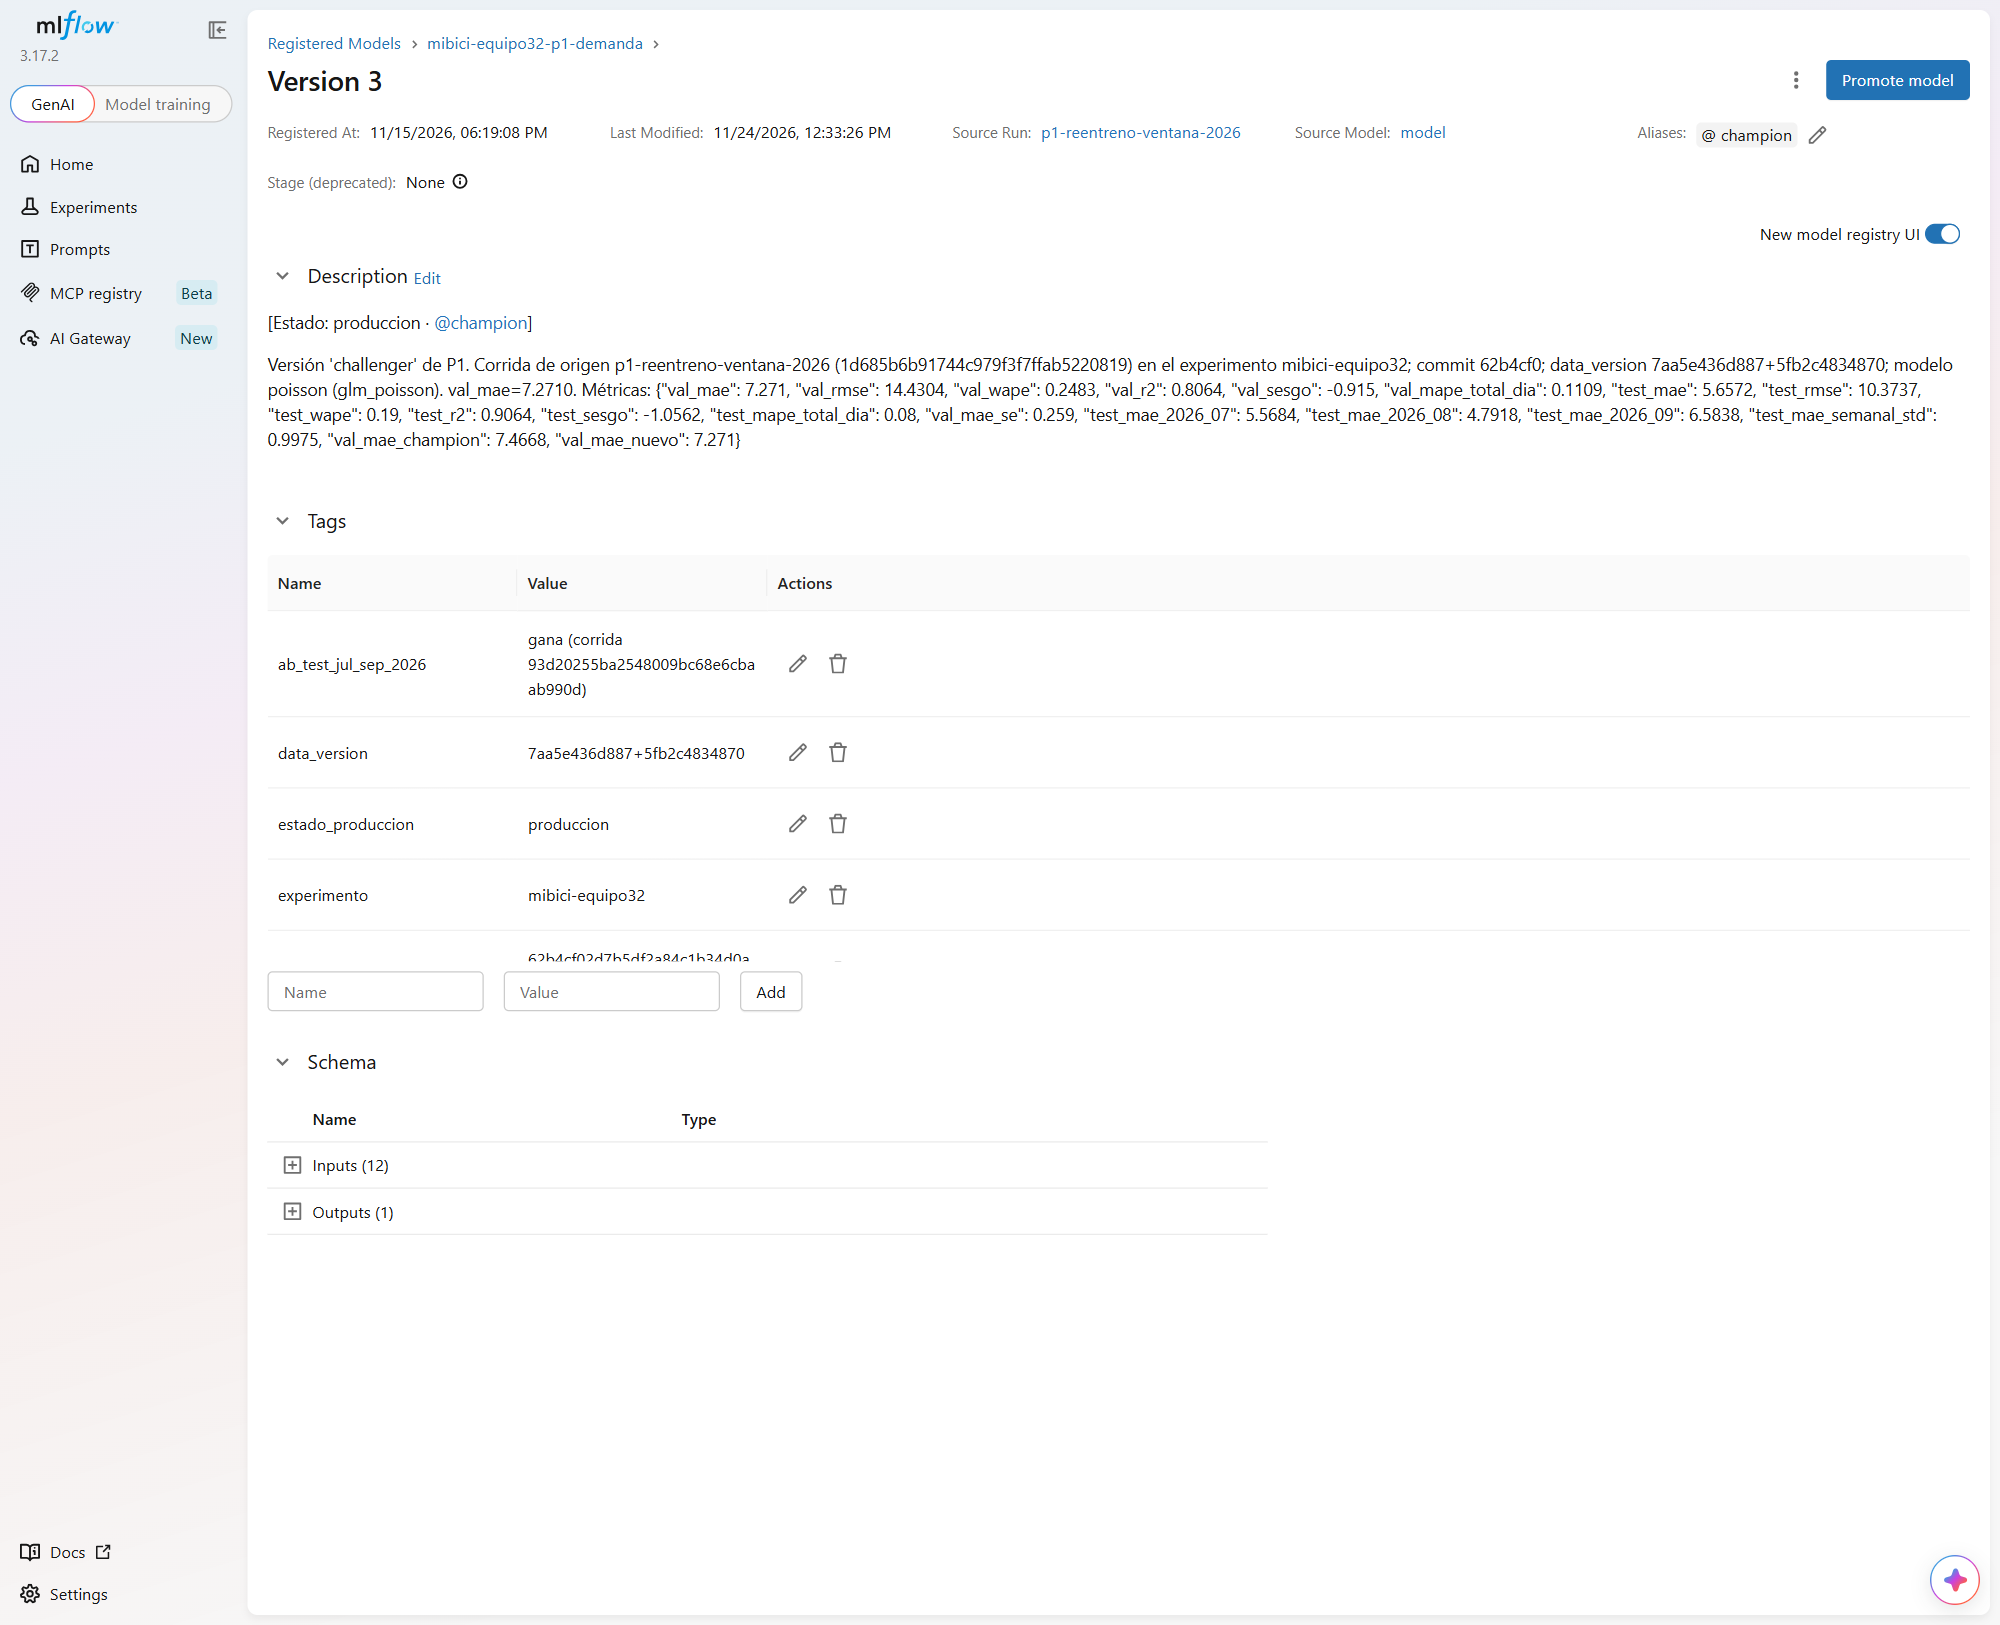 mlflow
3.17.2
GenAI Model training
Home
Experiments
Prompts
MCP registry Beta
AI Gateway New
Docs
Settings
Registered Models › mibici-equipo32-p1-demanda ›
Version 3
Promote model
Registered At: 11/15/2026, 06:19:08 PM Last Modified: 11/24/2026, 12:33:26 PM Source Run: p1-reentreno-ventana-2026 Source Model: model Aliases: @ champion
Stage (deprecated): None
New model registry UI
Description Edit
[Estado: produccion · @champion]
Versión 'challenger' de P1. Corrida de origen p1-reentreno-ventana-2026 (1d685b6b91744c979f3f7ffab5220819) en el experimento mibici-equipo32; commit 62b4cf0; data_version 7aa5e436d887+5fb2c4834870; modelo
poisson (glm_poisson). val_mae=7.2710. Métricas: {"val_mae": 7.271, "val_rmse": 14.4304, "val_wape": 0.2483, "val_r2": 0.8064, "val_sesgo": -0.915, "val_mape_total_dia": 0.1109, "test_mae": 5.6572, "test_rmse": 10.3737,
"test_wape": 0.19, "test_r2": 0.9064, "test_sesgo": -1.0562, "test_mape_total_dia": 0.08, "val_mae_se": 0.259, "test_mae_2026_07": 5.5684, "test_mae_2026_08": 4.7918, "test_mae_2026_09": 6.5838, "test_mae_semanal_std":
0.9975, "val_mae_champion": 7.4668, "val_mae_nuevo": 7.271}
Tags
Name Value Actions
ab_test_jul_sep_2026 gana (corrida
93d20255ba2548009bc68e6cba
ab990d)
data_version 7aa5e436d887+5fb2c4834870
estado_produccion produccion
experimento mibici-equipo32
62b4cf02d7b5df2a84c1b34d0a
Name Value Add
Schema
Name Type
Inputs (12)
Outputs (1)